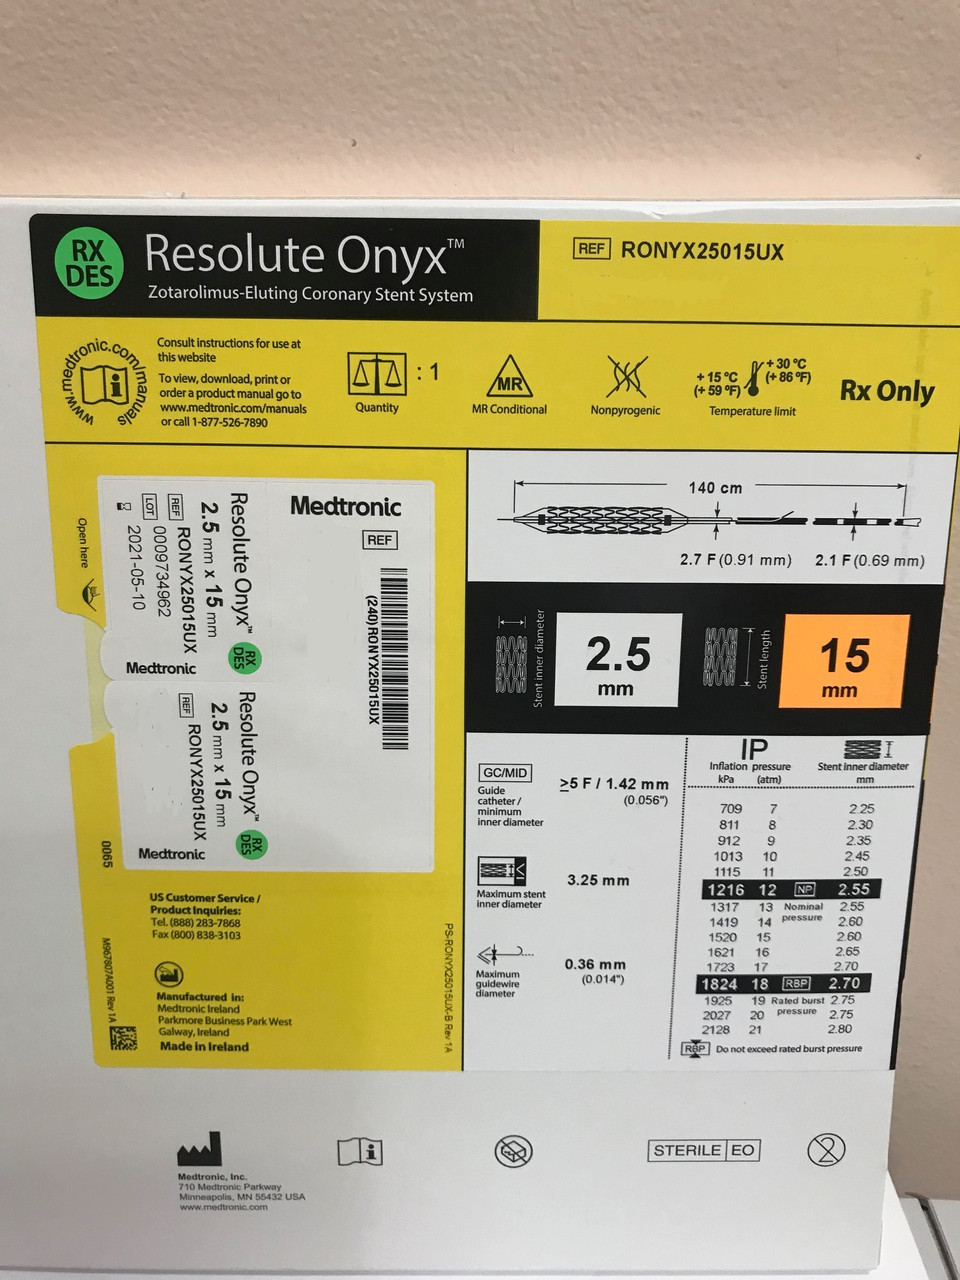 RX
DES
Resolute Onyx™
Zotarolimus-Eluting Coronary Stent System
REF RONYX25015UX
www.medtronic.com/manuals
Consult instructions for use at
this website
To view, download, print or
order a product manual go to
www.medtronic.com/manuals
or call 1-877-526-7890
: 1
Quantity
MR
MR Conditional
Nonpyrogenic
+ 15 °C
(+ 59 °F)
+ 30 °C
(+ 86 °F)
Temperature limit
Rx Only
Open here
Resolute Onyx™
RX
DES
2.5 mm x 15 mm
REF RONYX25015UX
LOT 0009734962
2021-05-10
Medtronic
Resolute Onyx™
RX
DES
2.5 mm x 15 mm
REF RONYX25015UX
Medtronic
Medtronic
REF
(240)RONYX25015UX
140 cm
2.7 F (0.91 mm)
2.1 F (0.69 mm)
Stent inner diameter
2.5
mm
Stent length
15
mm
GC/MID
Guide
catheter /
minimum
inner diameter
≥5 F / 1.42 mm
(0.056")
Maximum stent
inner diameter
3.25 mm
Maximum
guidewire
diameter
0.36 mm
(0.014")
IP
Inflation pressure
kPa (atm)
Stent inner diameter
mm
709 7 2.25
811 8 2.30
912 9 2.35
1013 10 2.45
1115 11 2.50
1216 12 NP 2.55
1317 13 Nominal 2.55
1419 14 pressure 2.60
1520 15 2.60
1621 16 2.65
1723 17 2.70
1824 18 RBP 2.70
1925 19 Rated burst 2.75
2027 20 pressure 2.75
2128 21 2.80
RBP Do not exceed rated burst pressure
0065
M967807A001 Rev 1A
US Customer Service /
Product Inquiries:
Tel. (888) 283-7868
Fax (800) 838-3103
Manufactured in:
Medtronic Ireland
Parkmore Business Park West
Galway, Ireland
Made in Ireland
PS-RONYX25015UX-B Rev 1A
Medtronic, Inc.
710 Medtronic Parkway
Minneapolis, MN 55432 USA
www.medtronic.com
i
STERILE EO
2